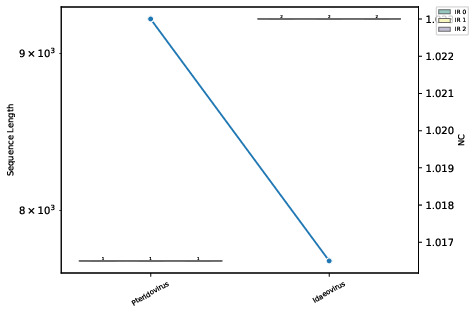 9 × 10³
8 × 10³
Sequence Length
2 2 2
1 1 1
Pteridovirus
Idaeovirus
1.022
1.021
1.020
1.019
1.018
1.017
NC
IR 0
IR 1
IR 2